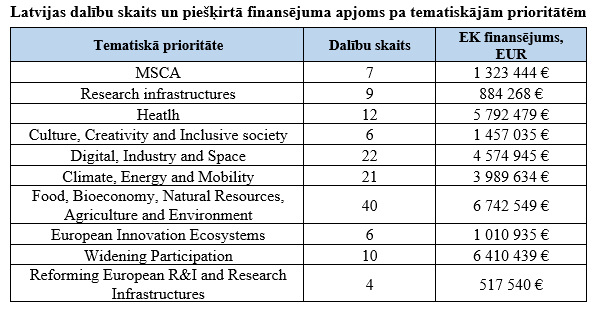 Latvijas dalību skaits un piešķirtā finansējuma apjoms pa tematiskajām prioritātēm
Tematiskā prioritāte Dalību skaits EK finansējums, EUR
MSCA 7 1 323 444 €
Research infrastructures 9 884 268 €
Heatlh 12 5 792 479 €
Culture, Creativity and Inclusive society 6 1 457 035 €
Digital, Industry and Space 22 4 574 945 €
Climate, Energy and Mobility 21 3 989 634 €
Food, Bioeconomy, Natural Resources,
Agriculture and Environment 40 6 742 549 €
European Innovation Ecosystems 6 1 010 935 €
Widening Participation 10 6 410 439 €
Reforming European R&I and Research
Infrastructures 4 517 540 €